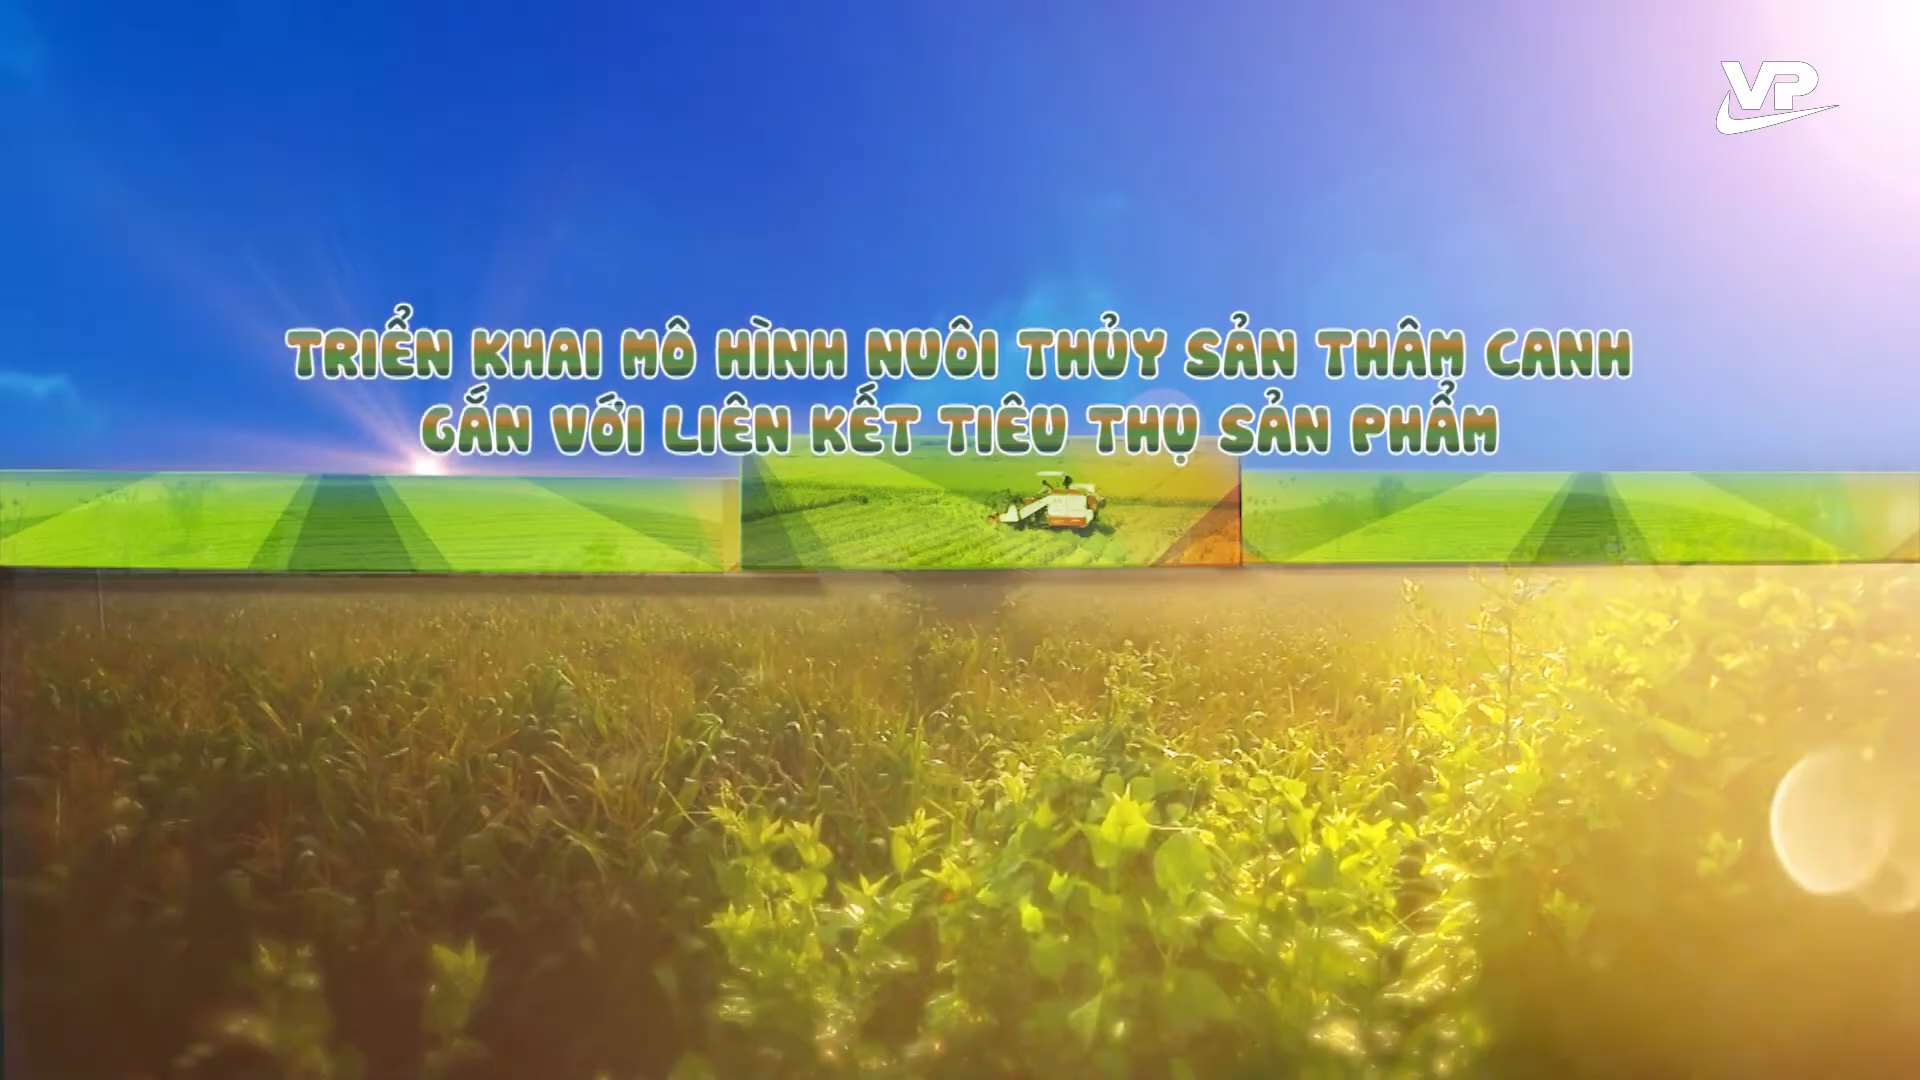 VP
TRIỂN KHAI MÔ HÌNH NUÔI THỦY SẢN THÂM CANH
GẮN VỚI LIÊN KẾT TIÊU THỤ SẢN PHẨM